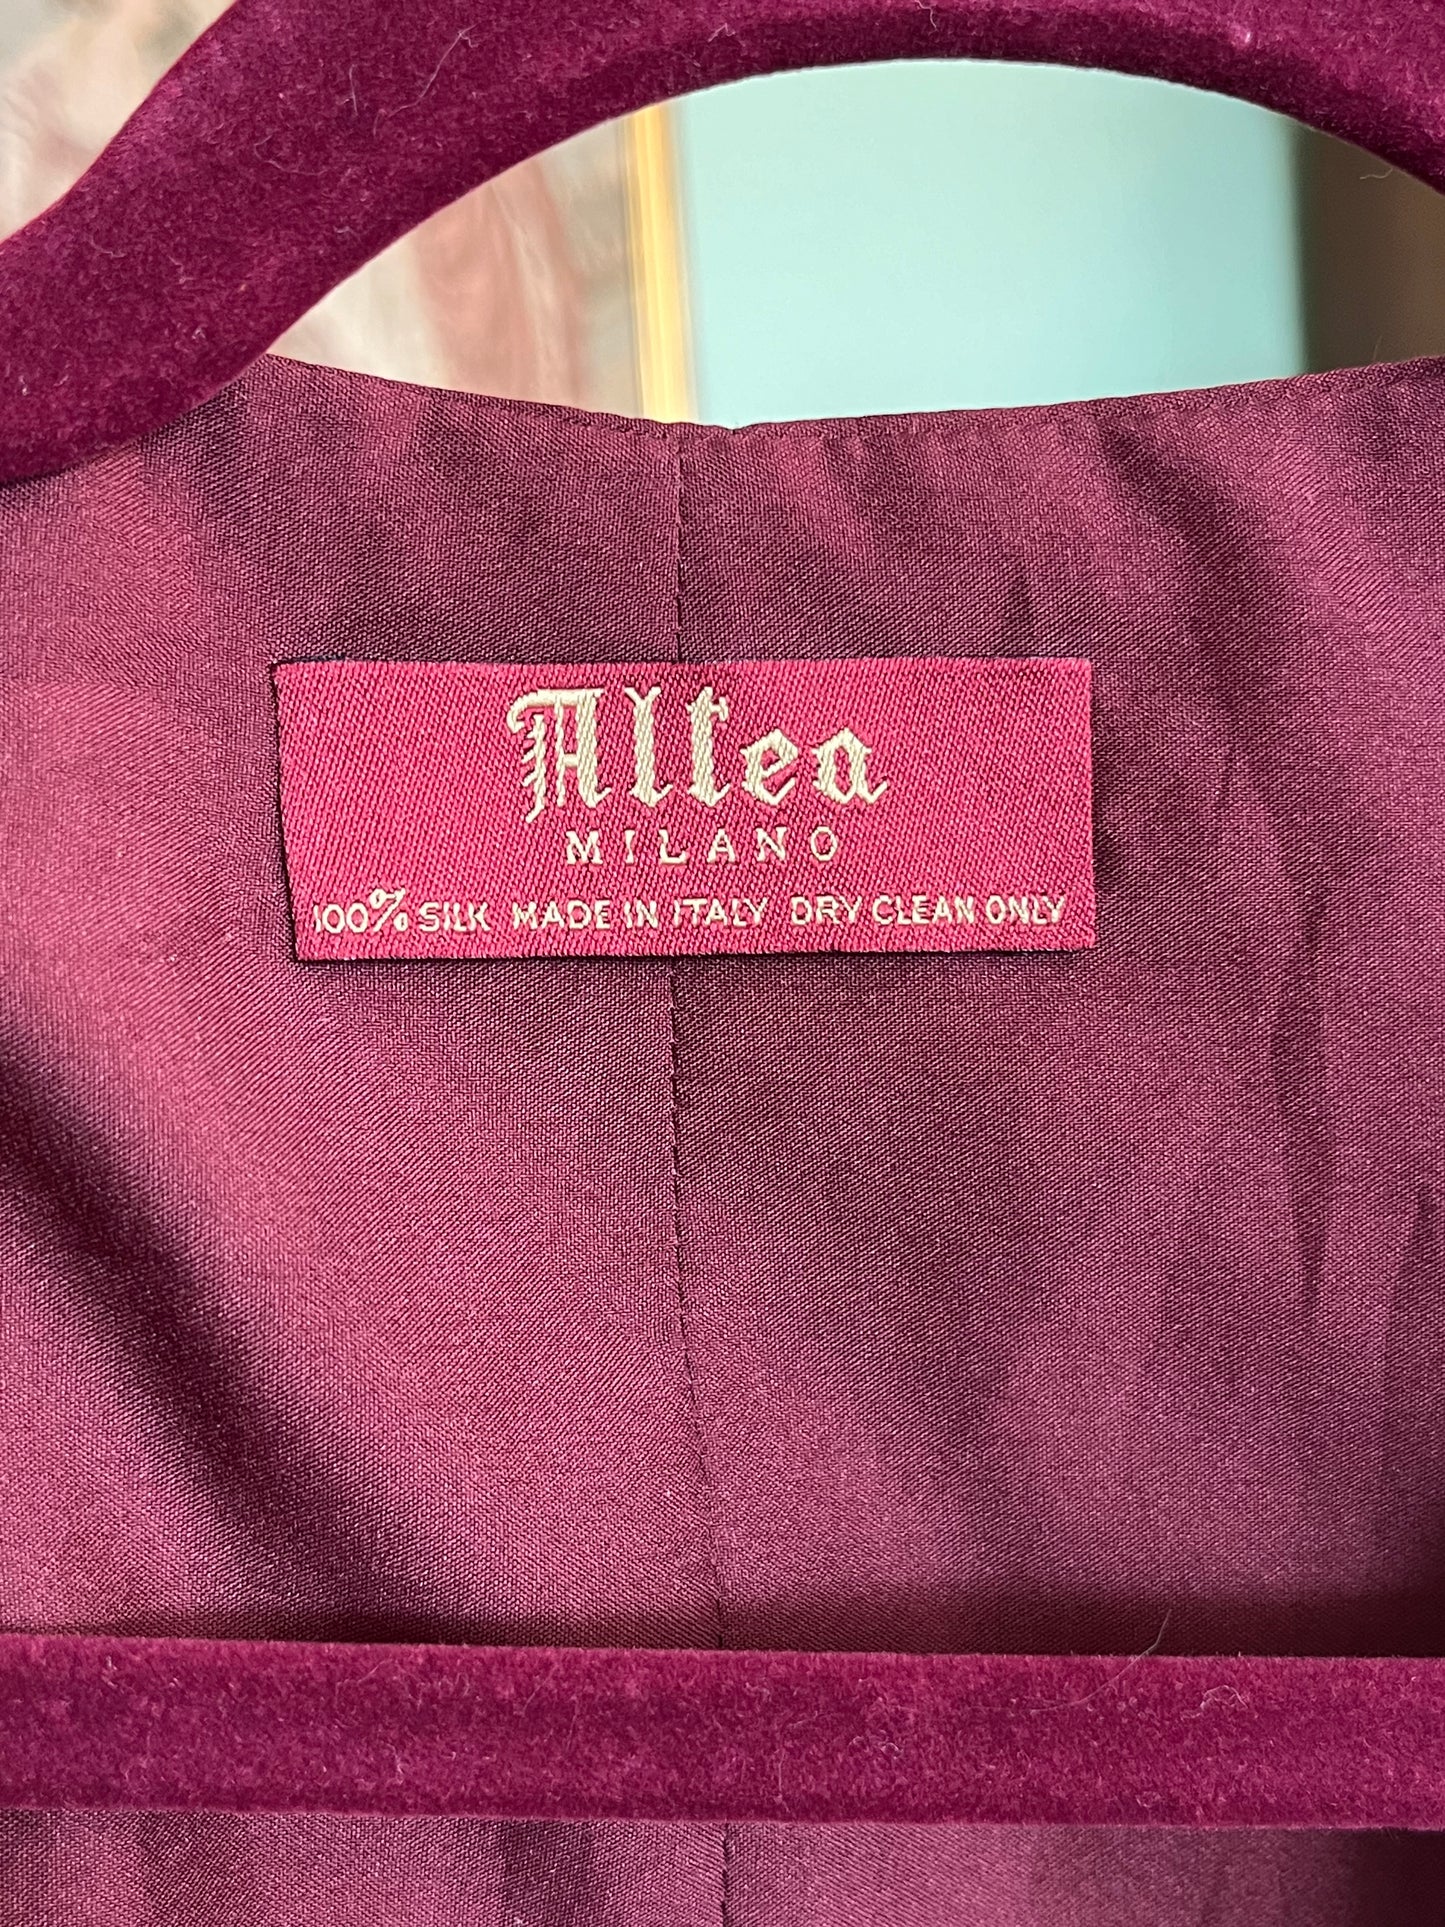 Altea
MILANO
100% SILK MADE IN ITALY DRY CLEAN ONLY